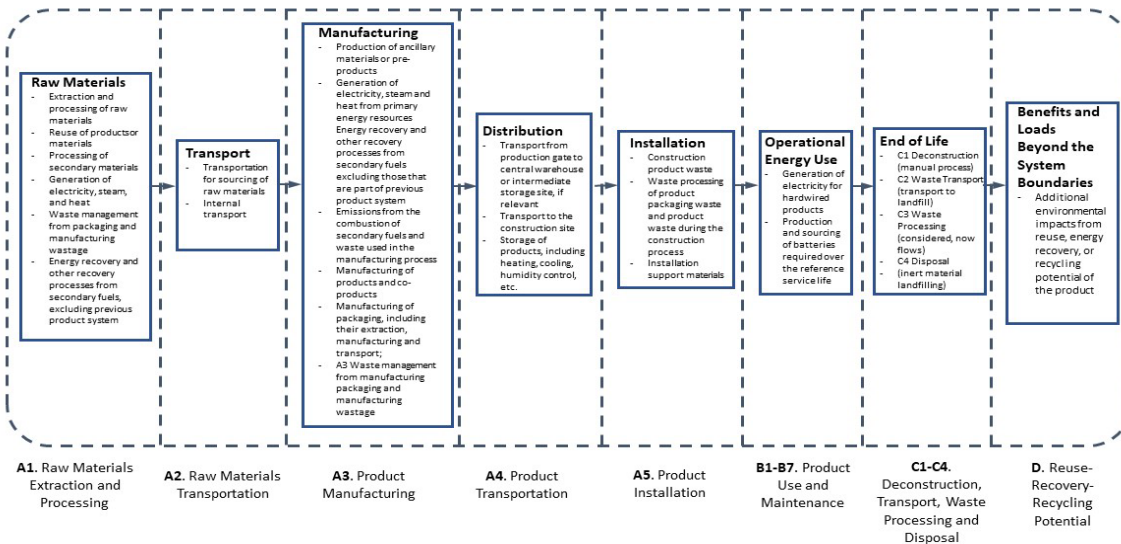 Raw Materials
- Extraction and
processing of raw
materials
- Reuse of productsor
materials
- Processing of
secondary materials
- Generation of
electricity, steam,
and heat
- Waste management
from packaging and
manufacturing
wastage
- Energy recovery and
other recovery
processes from
secondary fuels,
excluding previous
product system
Transport
- Transportation
for sourcing of
raw materials
- Internal
transport
Manufacturing
- Production of ancillary
materials or pre-
products
- Generation of
electricity, steam and
heat from primary
energy resources
Energy recovery and
other recovery
processes from
secondary fuels
excluding those that
are part of previous
product system
- Emissions from the
combustion of
secondary fuels and
waste used in the
manufacturing process
- Manufacturing of
products and co-
products
- Manufacturing of
packaging, including
their extraction,
manufacturing and
transport;
- A3 Waste management
from manufacturing
packaging and
manufacturing
wastage
Distribution
- Transport from
production gate to
central warehouse
or intermediate
storage site, if
relevant
- Transport to the
construction site
- Storage of
products, including
heating, cooling,
humidity control,
etc.
Installation
- Construction
product waste
- Waste processing of
product packaging
waste and product
waste during the
construction
process
- Installation
support materials
Operational
Energy Use
- Generation of
electricity for
hardwired
products
- Production
and sourcing
of batteries
required over
the reference
service life
End of Life
- C1 Deconstruction
(manual process)
- C2 Waste Transport
- (transport to
landfill)
- C3 Waste
Processing
(considered, now
flows)
- C4 Disposal
- (inert material
landfilling)
Benefits and
Loads
Beyond the
System
Boundaries
- Additional
environmental
impacts from
reuse, energy
recovery, or
recycling
potential of
the product
A1. Raw Materials
Extraction and
Processing
A2. Raw Materials
Transportation
A3. Product
Manufacturing
A4. Product
Transportation
A5. Product
Installation
B1-B7. Product
Use and
Maintenance
C1-C4.
Deconstruction,
Transport, Waste
Processing and
Disposal
D. Reuse-
Recovery-
Recycling
Potential